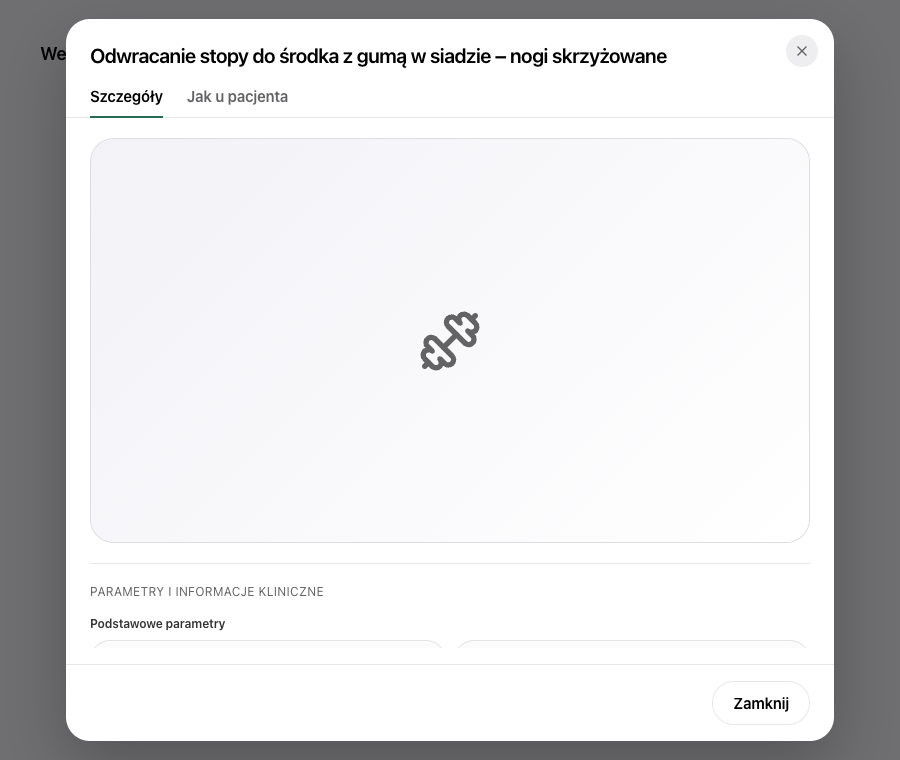 We
Odwracanie stopy do środka z gumą w siadzie – nogi skrzyżowane
Szczegóły
Jak u pacjenta
PARAMETRY I INFORMACJE KLINICZNE
Podstawowe parametry
Zamknij